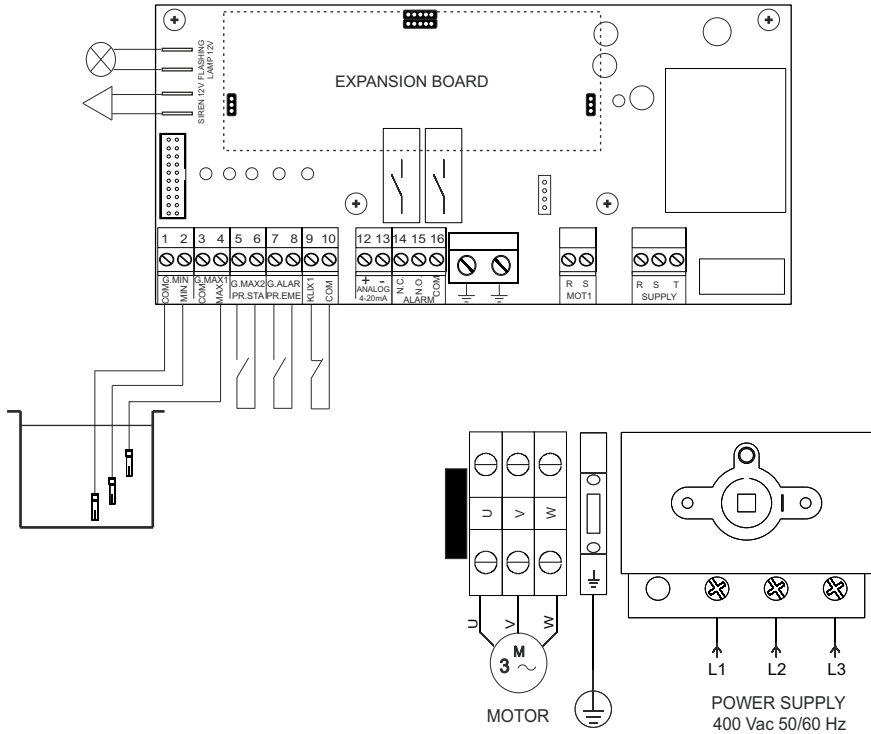 FLASHING
LAMP 12V
SIREN 12V
EXPANSION BOARD
1 2 3 4 5 6 7 8 9 10 12 13 14 15 16
COM
G.MIN
MIN
COM
G.MAX1
MAX1
G.MAX2
PR.STA
G.ALAR
PR.EME
KLIX1
COM
+ -
ANALOG
4-20mA
N.C.
N.O.
COM
ALARM
R S
MOT1
R S T
SUPPLY
U V W
U V W
M
3 ~
MOTOR
L1 L2 L3
POWER SUPPLY
400 Vac 50/60 Hz